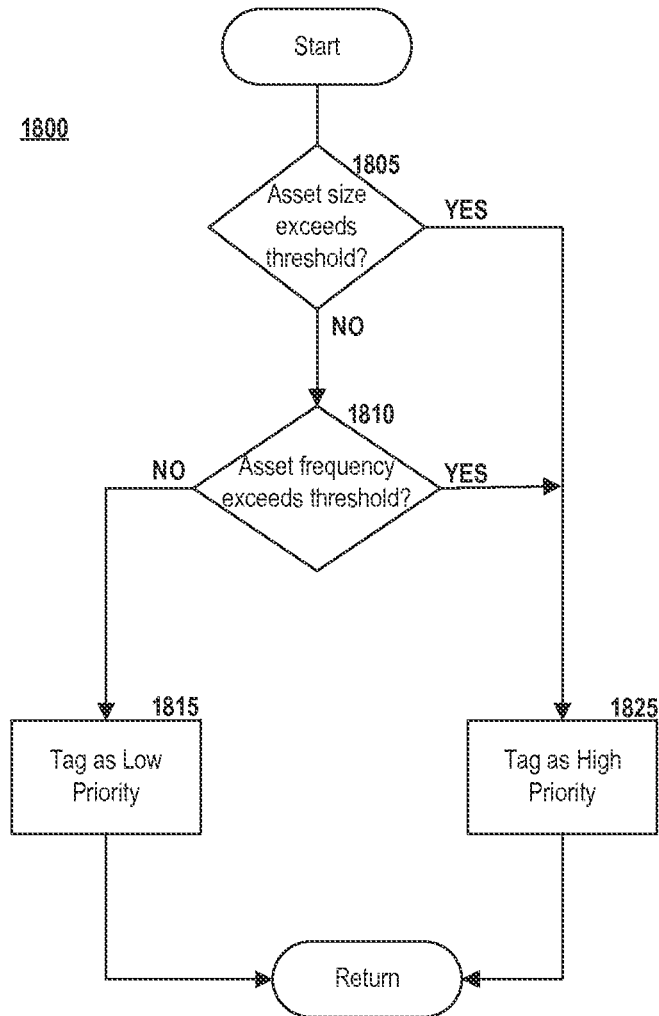 Start
1800
1805
Asset size
exceeds
threshold?
YES
NO
1810
NO
Asset frequency
exceeds threshold?
YES
1815
Tag as Low
Priority
1825
Tag as High
Priority
Return